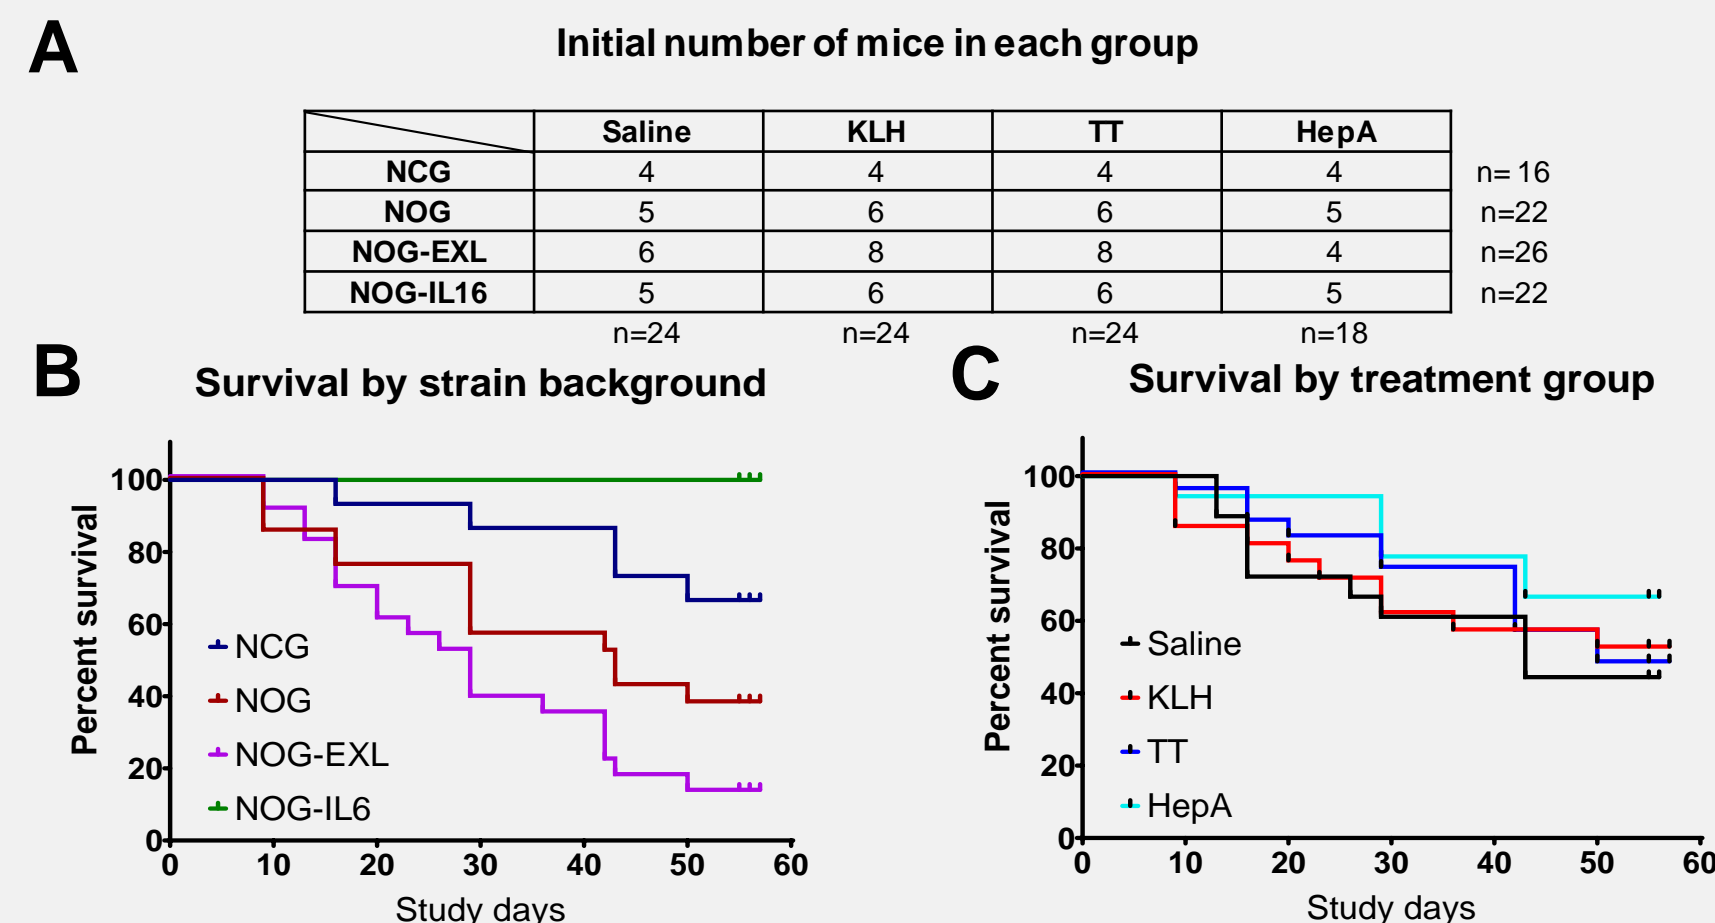 A
Initial number of mice in each group
Saline KLH TT HepA
NCG 4 4 4 4 n= 16
NOG 5 6 6 5 n=22
NOG-EXL 6 8 8 4 n=26
NOG-IL16 5 6 6 5 n=22
n=24 n=24 n=24 n=18
B
Survival by strain background
Percent survival
100
80
60
40
20
0
0 10 20 30 40 50 60
Study days
NCG
NOG
NOG-EXL
NOG-IL6
C
Survival by treatment group
Percent survival
100
80
60
40
20
0
0 10 20 30 40 50 60
Study days
Saline
KLH
TT
HepA